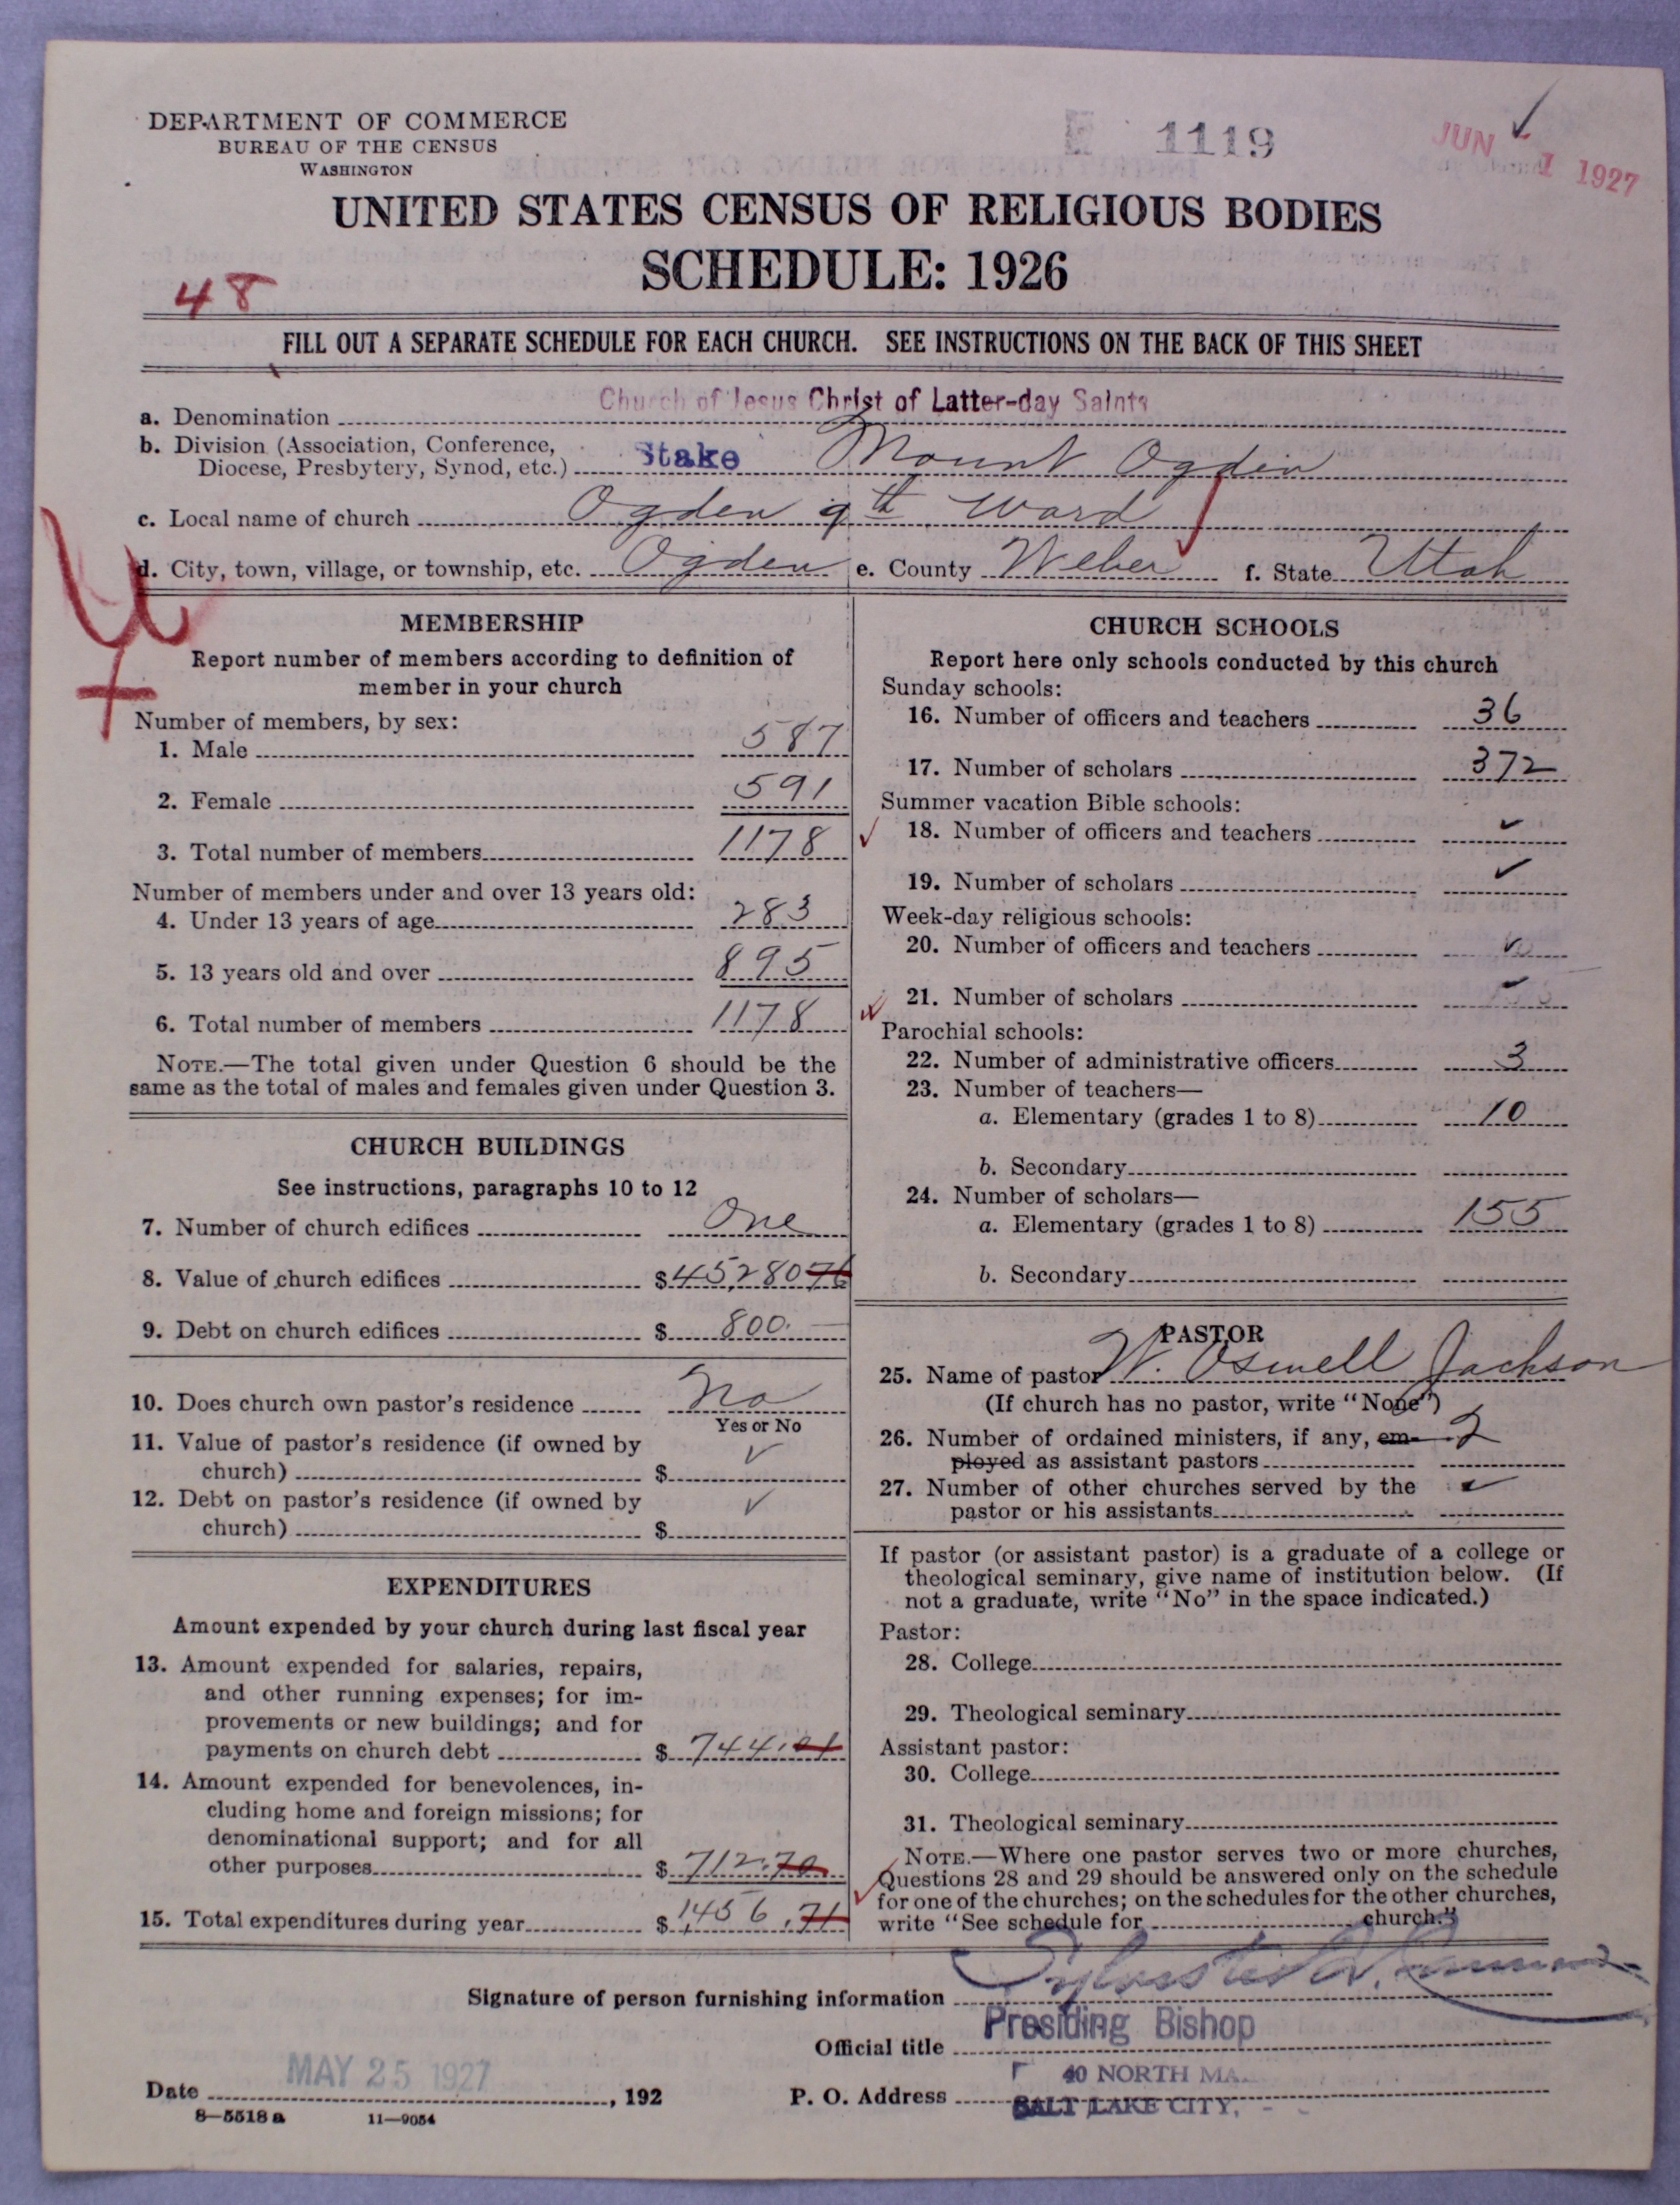 DEPARTMENT OF COMMERCE
BUREAU OF THE CENSUS
WASHINGTON
E 1119
JUN 1 1927
UNITED STATES CENSUS OF RELIGIOUS BODIES
SCHEDULE: 1926
48
FILL OUT A SEPARATE SCHEDULE FOR EACH CHURCH. SEE INSTRUCTIONS ON THE BACK OF THIS SHEET
a. Denomination Church of Jesus Christ of Latter-day Saints
b. Division (Association, Conference,
Diocese, Presbytery, Synod, etc.) Stake Mount Ogden
c. Local name of church Ogden 9th Ward
d. City, town, village, or township, etc. Ogden e. County Weber f. State Utah
MEMBERSHIP
Report number of members according to definition of
member in your church
Number of members, by sex:
1. Male 587
2. Female 591
3. Total number of members 1178
Number of members under and over 13 years old:
4. Under 13 years of age 283
5. 13 years old and over 895
6. Total number of members 1178
NOTE.—The total given under Question 6 should be the
same as the total of males and females given under Question 3.
CHURCH BUILDINGS
See instructions, paragraphs 10 to 12
7. Number of church edifices One
8. Value of church edifices $45,280 76
9. Debt on church edifices $ 800.
10. Does church own pastor's residence No
Yes or No
11. Value of pastor's residence (if owned by
church) $ ✓
12. Debt on pastor's residence (if owned by
church) $ ✓
EXPENDITURES
Amount expended by your church during last fiscal year
13. Amount expended for salaries, repairs,
and other running expenses; for im-
provements or new buildings; and for
payments on church debt $ 744.01
14. Amount expended for benevolences, in-
cluding home and foreign missions; for
denominational support; and for all
other purposes $ 712.70
15. Total expenditures during year $ 1,456.71
CHURCH SCHOOLS
Report here only schools conducted by this church
Sunday schools:
16. Number of officers and teachers 36
17. Number of scholars 372
Summer vacation Bible schools:
18. Number of officers and teachers ✓
19. Number of scholars ✓
Week-day religious schools:
20. Number of officers and teachers ✓
21. Number of scholars ✓
Parochial schools:
22. Number of administrative officers 3
23. Number of teachers—
a. Elementary (grades 1 to 8) 10
b. Secondary
24. Number of scholars—
a. Elementary (grades 1 to 8) 155
b. Secondary
PASTOR
25. Name of pastor W. Osmell Jackson
(If church has no pastor, write "None")
26. Number of ordained ministers, if any, em- 2
ployed as assistant pastors
27. Number of other churches served by the ✓
pastor or his assistants
If pastor (or assistant pastor) is a graduate of a college or
theological seminary, give name of institution below. (If
not a graduate, write "No" in the space indicated.)
Pastor:
28. College
29. Theological seminary
Assistant pastor:
30. College
31. Theological seminary
NOTE.—Where one pastor serves two or more churches,
Questions 28 and 29 should be answered only on the schedule
for one of the churches; on the schedules for the other churches,
write "See schedule for church."
Signature of person furnishing information Sylvester Q. Cannon
Official title Presiding Bishop
Date MAY 25 1927, 192
P. O. Address 40 NORTH MA
SALT LAKE CITY,
8—5518 a 11—9054